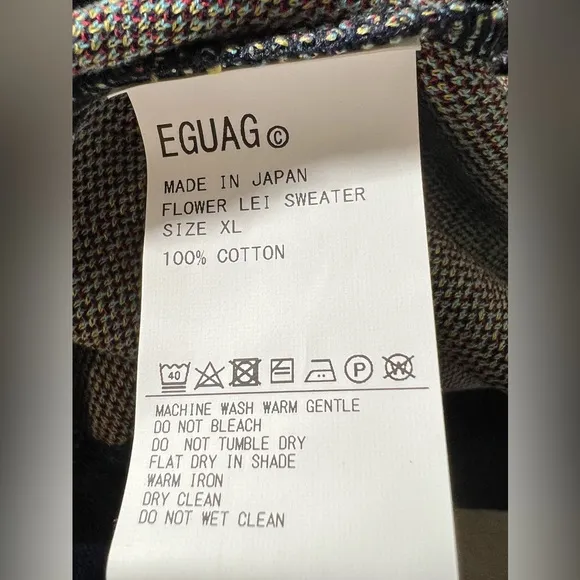 EGUAG ©
MADE IN JAPAN
FLOWER LEI SWEATER
SIZE XL
100% COTTON
40 P W
MACHINE WASH WARM GENTLE
DO NOT BLEACH
DO NOT TUMBLE DRY
FLAT DRY IN SHADE
WARM IRON
DRY CLEAN
DO NOT WET CLEAN